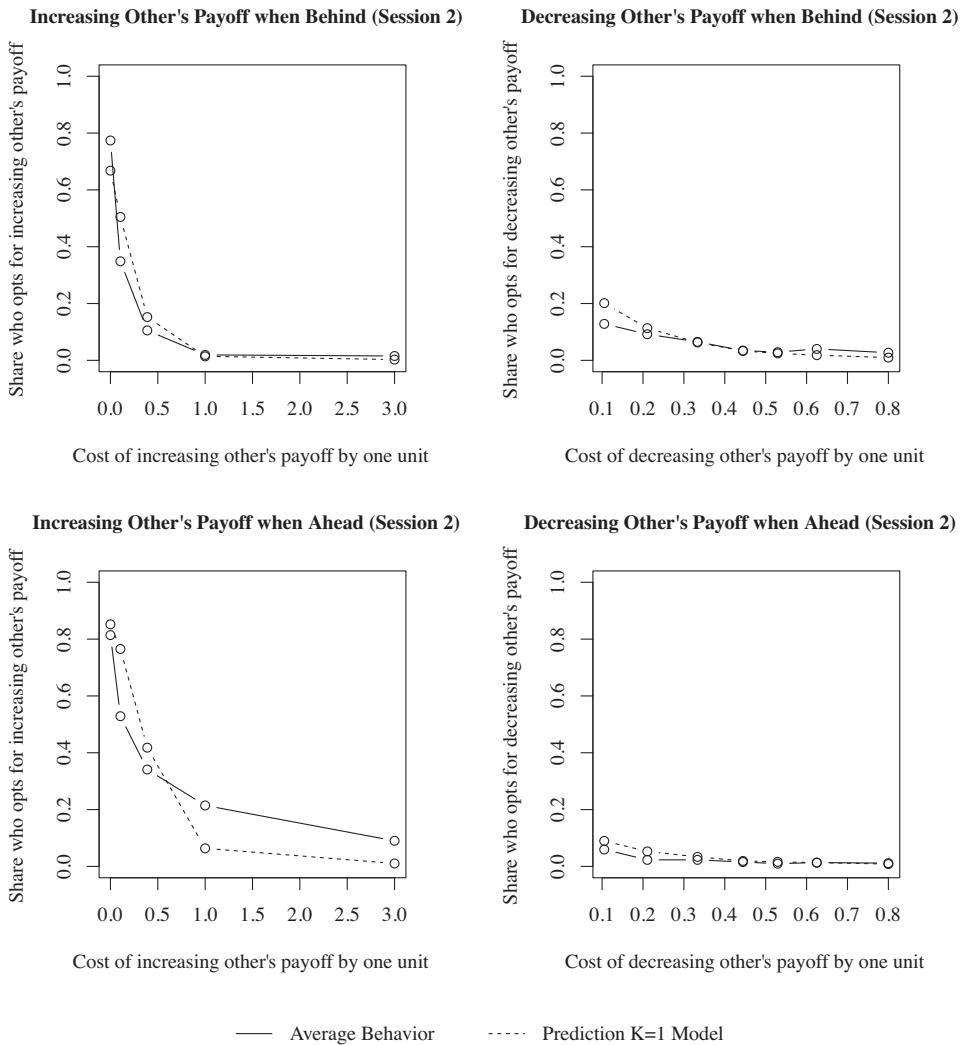 Increasing Other's Payoff when Behind (Session 2)
Share who opts for increasing other's payoff
1.0
0.8
0.6
0.4
0.2
0.0
0.0 0.5 1.0 1.5 2.0 2.5 3.0
Cost of increasing other's payoff by one unit
Decreasing Other's Payoff when Behind (Session 2)
Share who opts for decreasing other's payoff
1.0
0.8
0.6
0.4
0.2
0.0
0.1 0.2 0.3 0.4 0.5 0.6 0.7 0.8
Cost of decreasing other's payoff by one unit
Increasing Other's Payoff when Ahead (Session 2)
Share who opts for increasing other's payoff
1.0
0.8
0.6
0.4
0.2
0.0
0.0 0.5 1.0 1.5 2.0 2.5 3.0
Cost of increasing other's payoff by one unit
Decreasing Other's Payoff when Ahead (Session 2)
Share who opts for decreasing other's payoff
1.0
0.8
0.6
0.4
0.2
0.0
0.1 0.2 0.3 0.4 0.5 0.6 0.7 0.8
Cost of decreasing other's payoff by one unit
Average Behavior Prediction K=1 Model